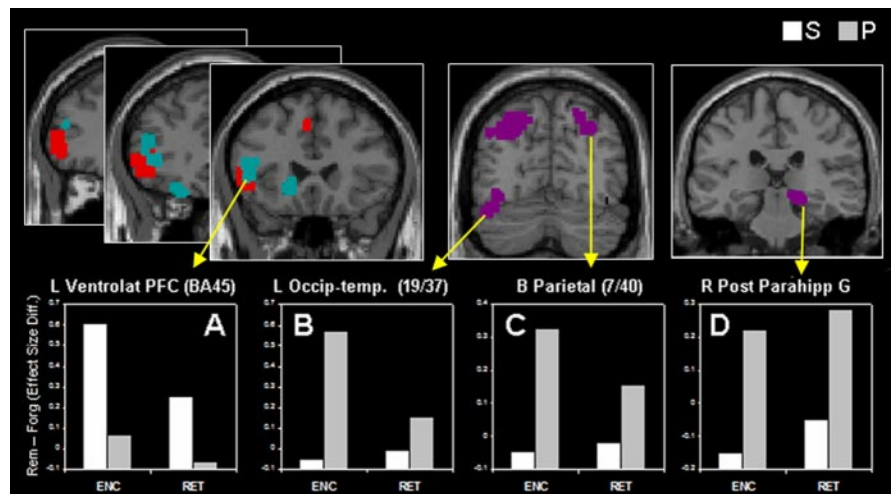 S P
L Ventrolat PFC (BA45)
L Occip-temp. (19/37)
B Parietal (7/40)
R Post Parahipp G
Rem – Forg (Effect Size Diff.)
A
0.7
0.6
0.5
0.4
0.3
0.2
0.1
0
-0.1
ENC RET
B
0.7
0.6
0.5
0.4
0.3
0.2
0.1
0
-0.1
ENC RET
C
0.4
0.3
0.2
0.1
0
-0.1
ENC RET
D
0.3
0.2
0.1
0
-0.1
-0.2
ENC RET